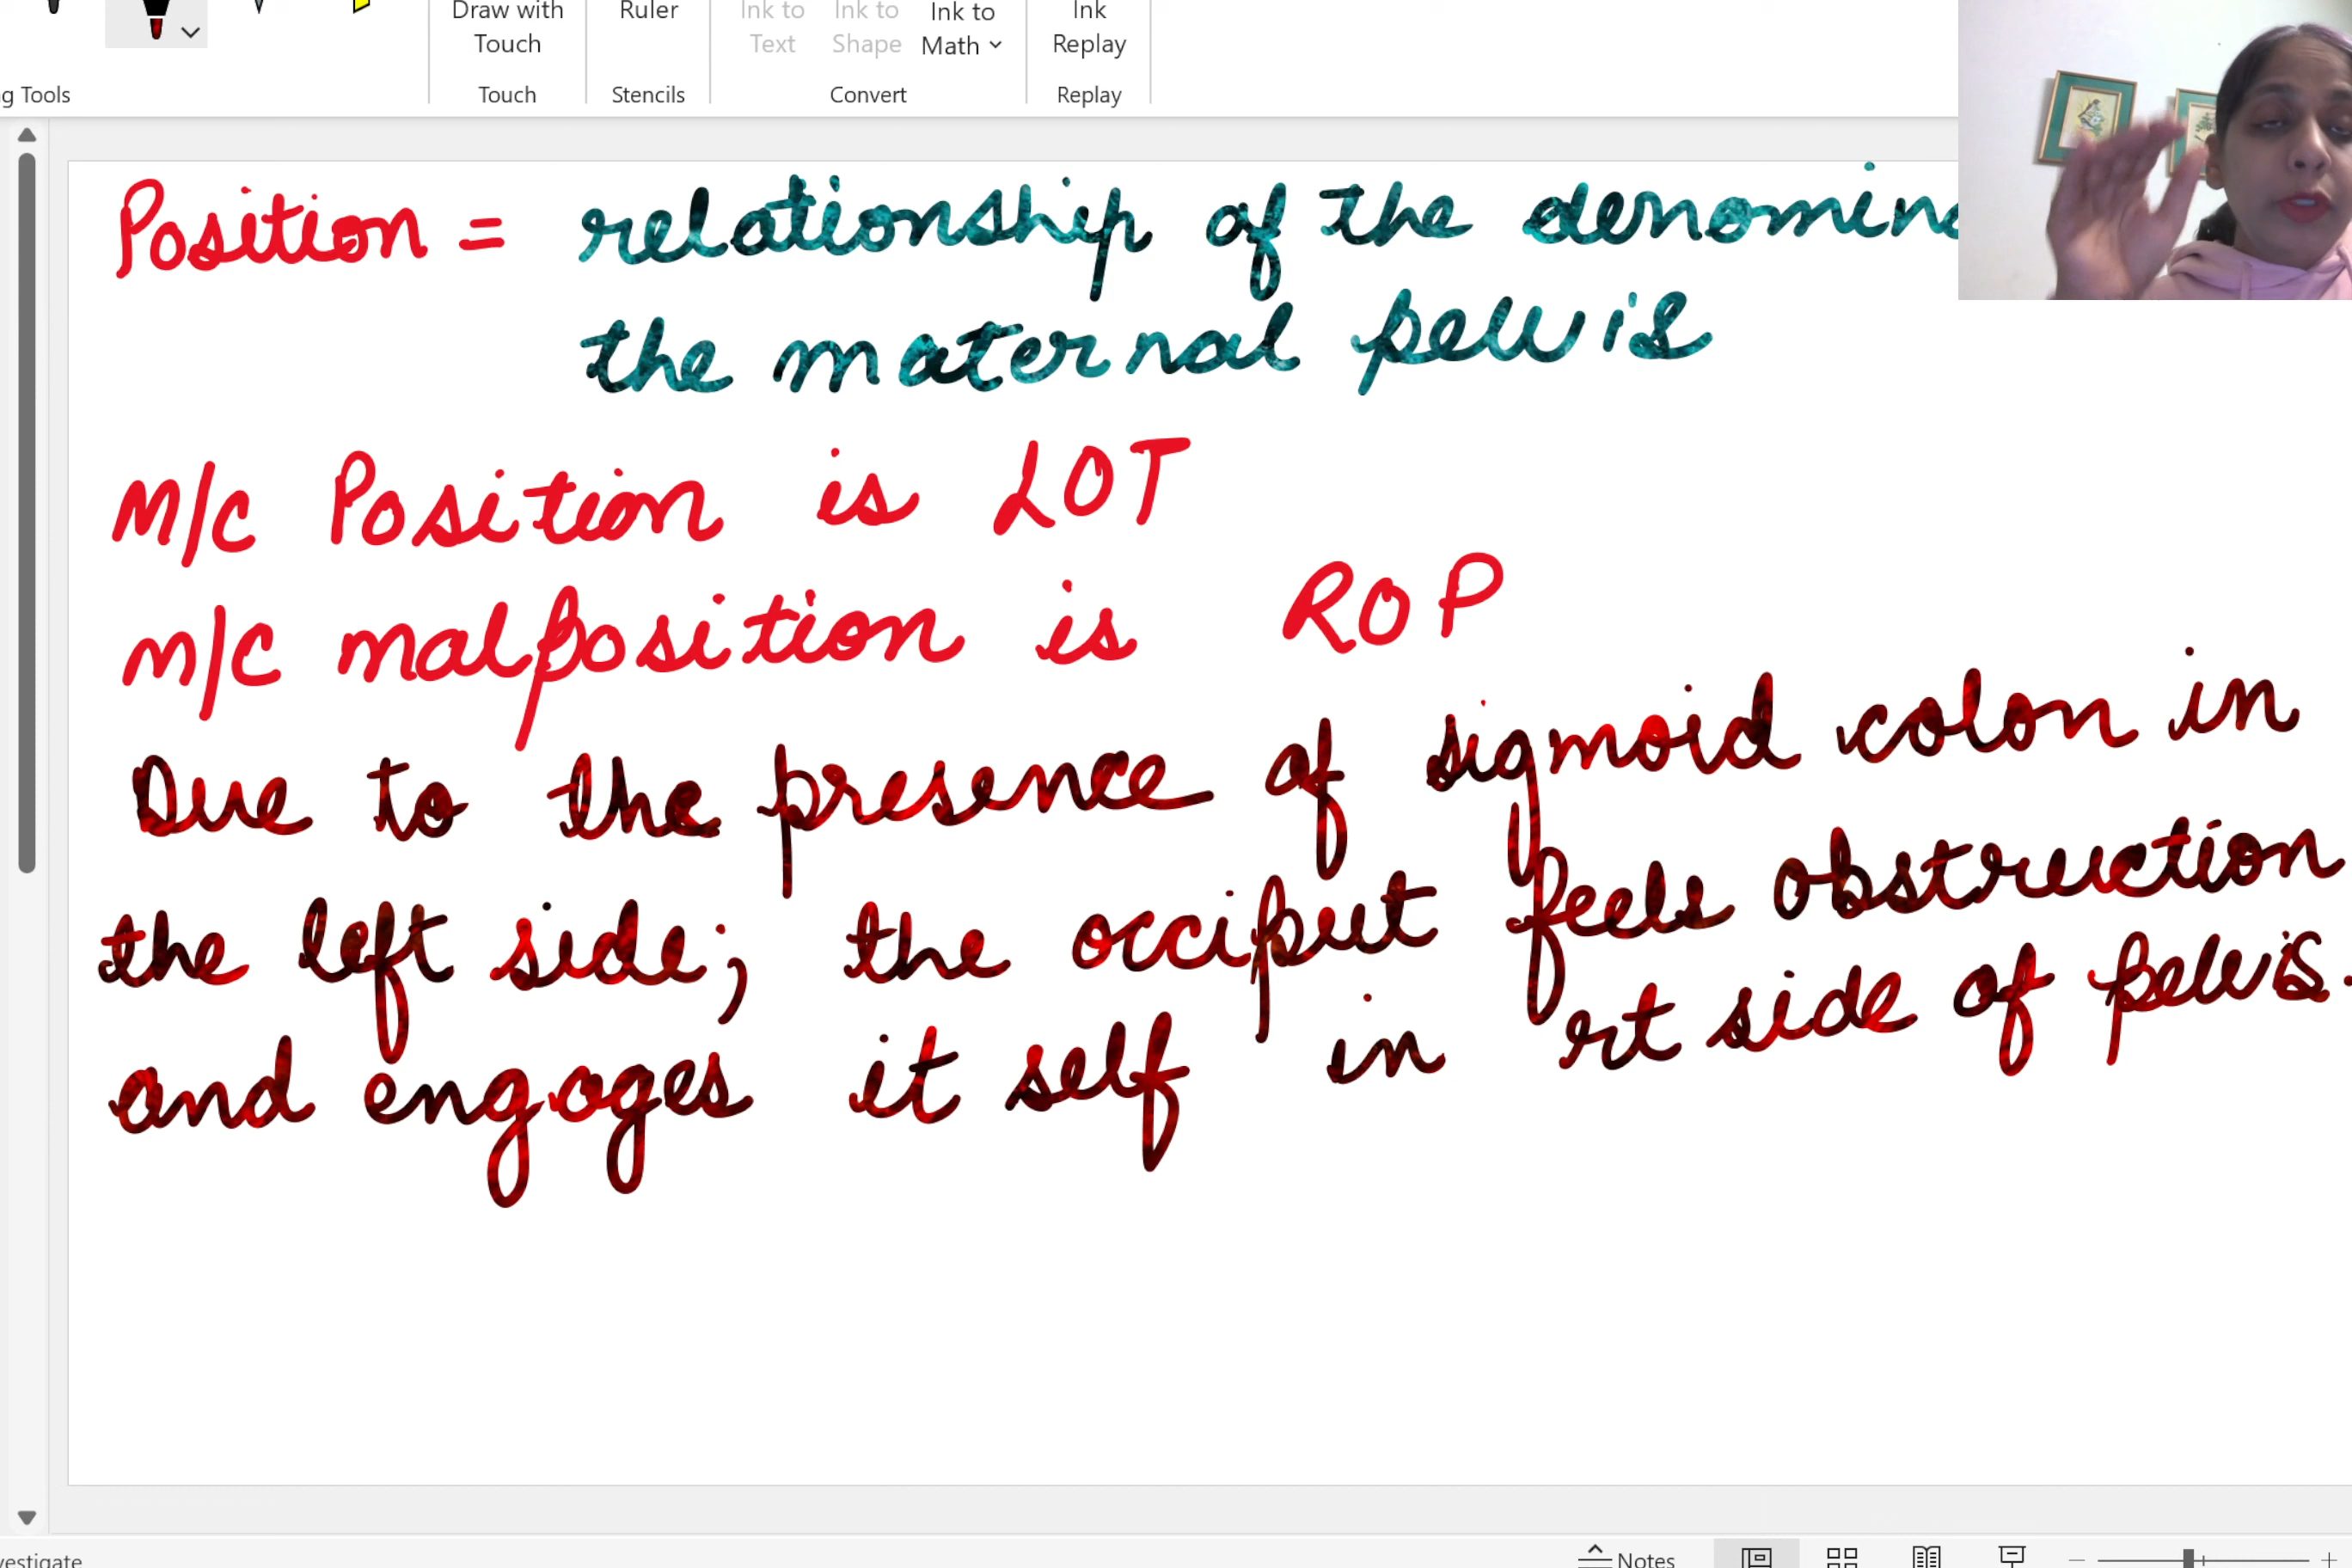 Draw with Touch
Ruler
Ink to Text
Ink to Shape
Ink to Math
Ink Replay
g Tools
Touch
Stencils
Convert
Replay
Position = relationship of the denomin
the maternal pelvis
M/C Position is LOT
M/C malposition is ROP
Due to the presence of sigmoid colon in
the left side; the occiput feels obstruction
and engages it self in rt side of pelvis.
vestigate
Notes